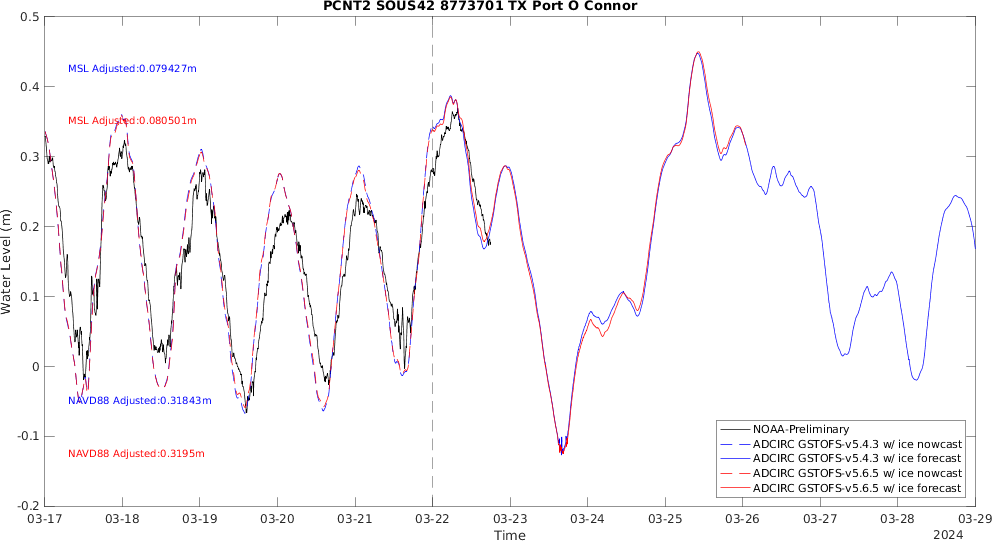 PCNT2 SOUS42 8773701 TX Port O Connor
0.5
0.4
0.3
0.2
0.1
0
-0.1
-0.2
Water Level (m)
MSL Adjusted:0.079427m
MSL Adjusted:0.080501m
NAVD88 Adjusted:0.31843m
NAVD88 Adjusted:0.3195m
NOAA-Preliminary
ADCIRC GSTOFS-v5.4.3 w/ ice nowcast
ADCIRC GSTOFS-v5.4.3 w/ ice forecast
ADCIRC GSTOFS-v5.6.5 w/ ice nowcast
ADCIRC GSTOFS-v5.6.5 w/ ice forecast
03-17 03-18 03-19 03-20 03-21 03-22 03-23 03-24 03-25 03-26 03-27 03-28 03-29
Time
2024